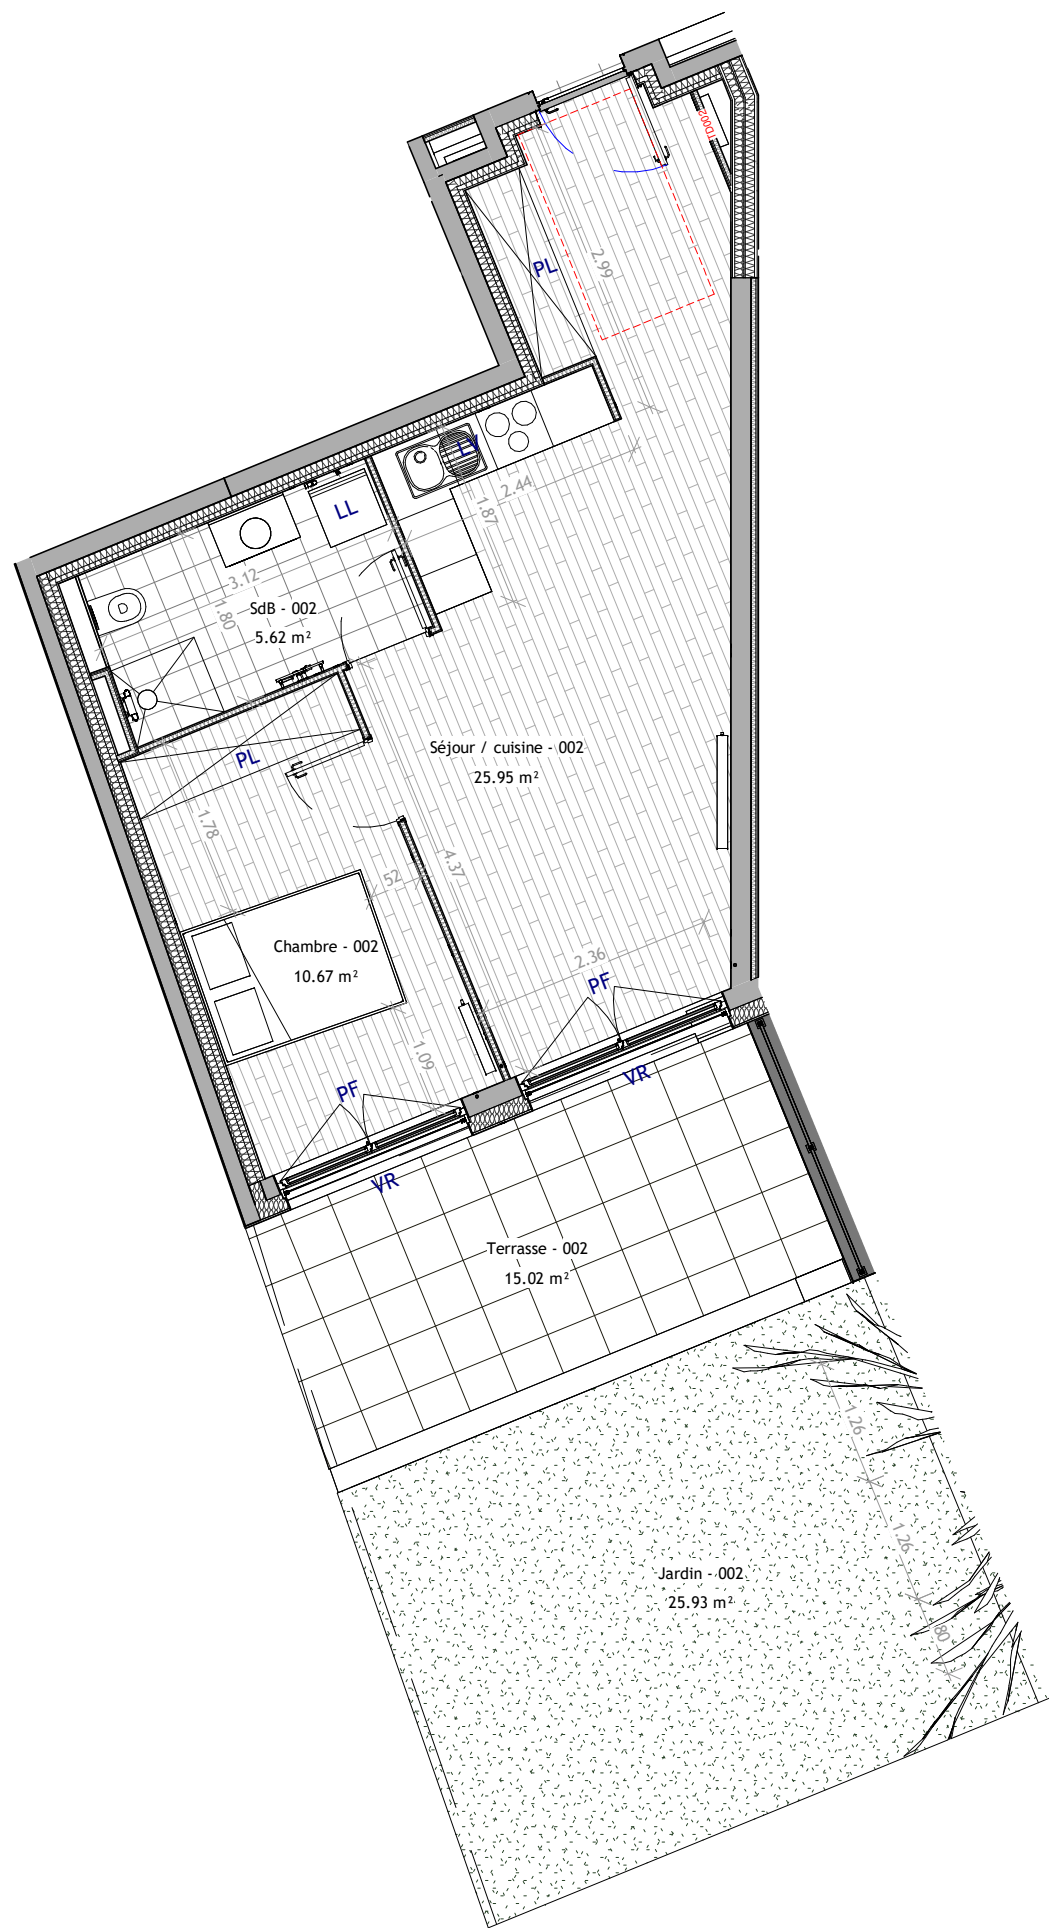 TD002
2.99
PL
LV
2.44
1.87
LL
3.12
1.80
SdB - 002
5.62 m²
PL
Séjour / cuisine - 002
25.95 m²
1.78
4.37
52
Chambre - 002
10.67 m²
2.36
PF
1.09
VR
PF
VR
Terrasse - 002
15.02 m²
1.26
1.26
Jardin - 002
25.93 m²
80